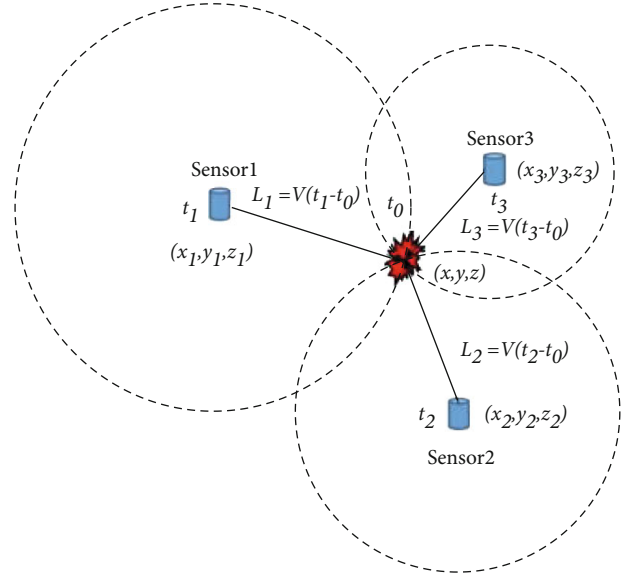 Sensor1
t₁
L₁=V(t₁-t₀)
(x₁,y₁,z₁)
t₀
Sensor3
(x₃,y₃,z₃)
t₃
L₃=V(t₃-t₀)
(x,y,z)
L₂=V(t₂-t₀)
t₂
(x₂,y₂,z₂)
Sensor2